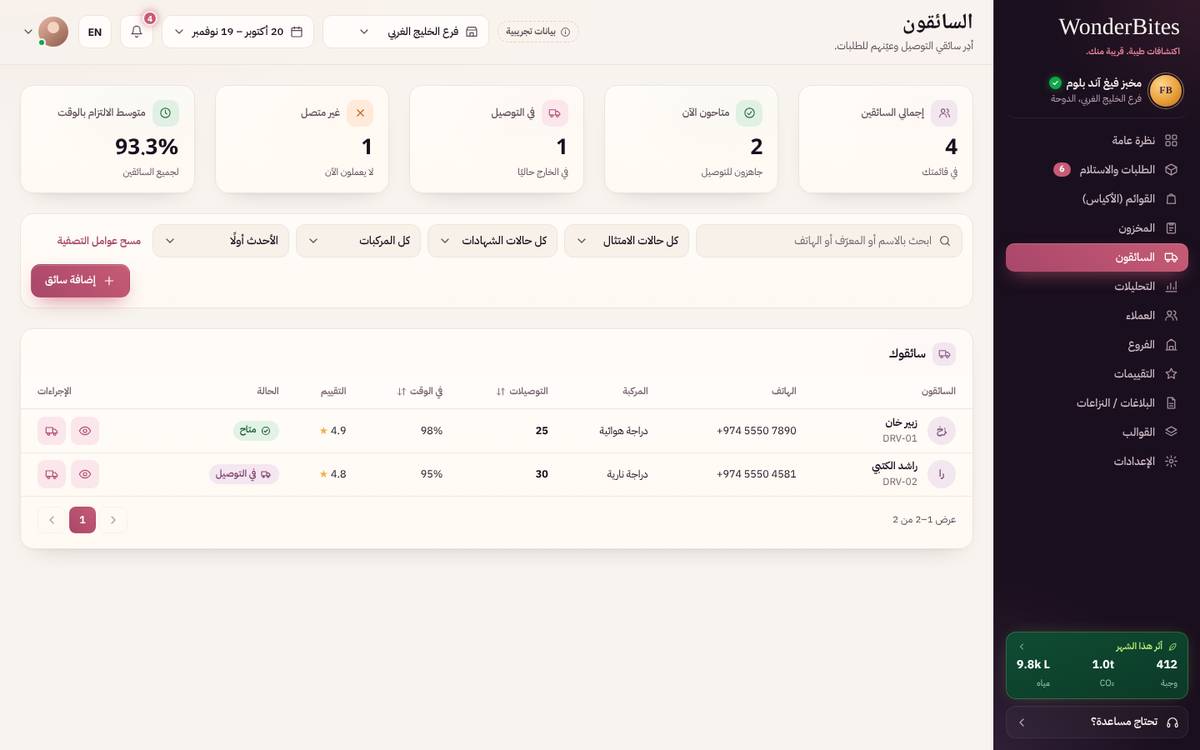 WonderBites
اكتشافات طيبة. قريبة منك.
FB
مخبز فيغ آند بلوم
فرع الخليج الغربي، الدوحة
نظرة عامة
الطلبات والاستلام 6
القوائم (الأكياس)
المخزون
السائقون
التحليلات
العملاء
الفروع
التقييمات
البلاغات / النزاعات
القوالب
الإعدادات
أثر هذا الشهر
412 1.0t 9.8k L
وجبة CO₂ مياه
تحتاج مساعدة؟
السائقون
أدِر سائقي التوصيل وعيّنهم للطلبات.
بيانات تجريبية
فرع الخليج الغربي
20 أكتوبر – 19 نوفمبر
4
EN
إجمالي السائقين
4
في قائمتك
متاحون الآن
2
جاهزون للتوصيل
في التوصيل
1
في الخارج حاليًا
غير متصل
1
لا يعملون الآن
متوسط الالتزام بالوقت
93.3%
لجميع السائقين
ابحث بالاسم أو المعرّف أو الهاتف
كل حالات الامتثال
كل حالات الشهادات
كل المركبات
الأحدث أولًا
مسح عوامل التصفية
إضافة سائق
سائقوك
السائقون الهاتف المركبة التوصيلات في الوقت التقييم الحالة الإجراءات
زخ زبير خان +974 5550 7890 دراجة هوائية 25 98% 4.9 ★ متاح
DRV-01
را راشد الكتبي +974 5550 4581 دراجة نارية 30 95% 4.8 ★ في التوصيل
DRV-02
عرض 1–2 من 2
1